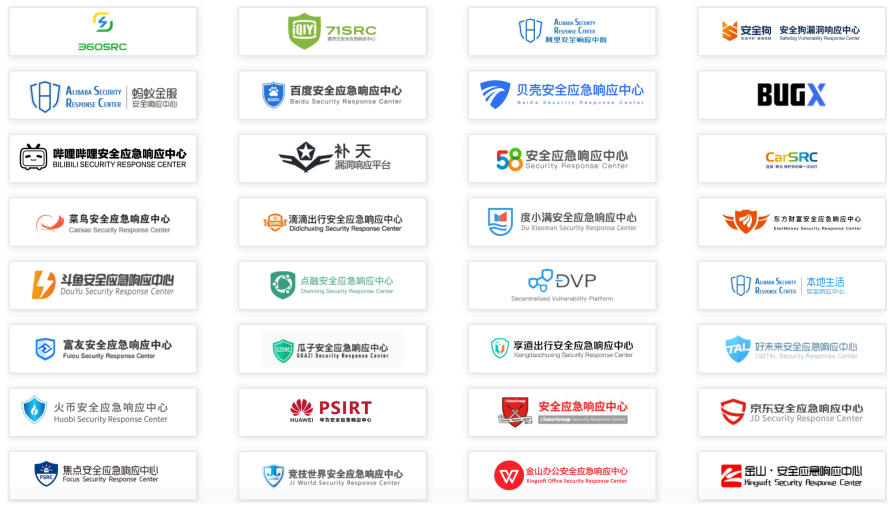 360SRC
iQIYI
71SRC
爱奇艺安全应急响应中心
ALIBABA SECURITY
RESPONSE CENTER
阿里安全响应中心
安全狗
安全狗漏洞响应中心
Safedog Vulnerability Response Center
ALIBABA SECURITY
RESPONSE CENTER
蚂蚁金服
安全响应中心
BSRC
百度安全应急响应中心
Baidu Security Response Center
贝壳安全应急响应中心
BeiKe Security Response Center
BUGX
哔哩哔哩安全应急响应中心
BILIBILI SECURITY RESPONSE CENTER
补天
漏洞响应平台
58 安全应急响应中心
Security Response Center
CarSRC
菜鸟安全应急响应中心
Cainiao Security Response Center
滴滴出行安全应急响应中心
Didichuxing Security Response Center
度小满安全应急响应中心
Du Xiaoman Security Response Center
东方财富安全应急响应中心
EastMoney Security Response Center
斗鱼安全应急响应中心
DouYu Security Response Center
点融安全应急响应中心
Dianrong Security Response Center
DVP
Decentralized Vulnerability Platform
ALIBABA SECURITY
RESPONSE CENTER
本地生活
安全响应中心
富友安全应急响应中心
Fuiou Security Response Center
GZSRC
瓜子安全应急响应中心
GUAZI Security Response Center
享道出行安全应急响应中心
Xiangdaochuxing Security Response Center
TAL
好未来安全应急响应中心
100TAL Security Response Center
火币安全应急响应中心
Huobi Security Response Center
HUAWEI
PSIRT
华为安全应急响应中心
iTutorGroup
安全应急响应中心
iTutorGroup Security Response Center
京东安全应急响应中心
JD Security Response Center
FSRC
焦点安全应急响应中心
Focus Security Response Center
JJ
竞技世界安全应急响应中心
JJ World Security Response Center
W
金山办公安全应急响应中心
Kingsoft Office Security Response Center
金山·安全应急响应中心
Kingsoft Security Response Center